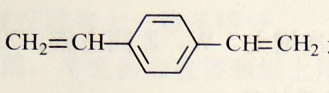 CH₂=CH— —CH=CH₂ ;